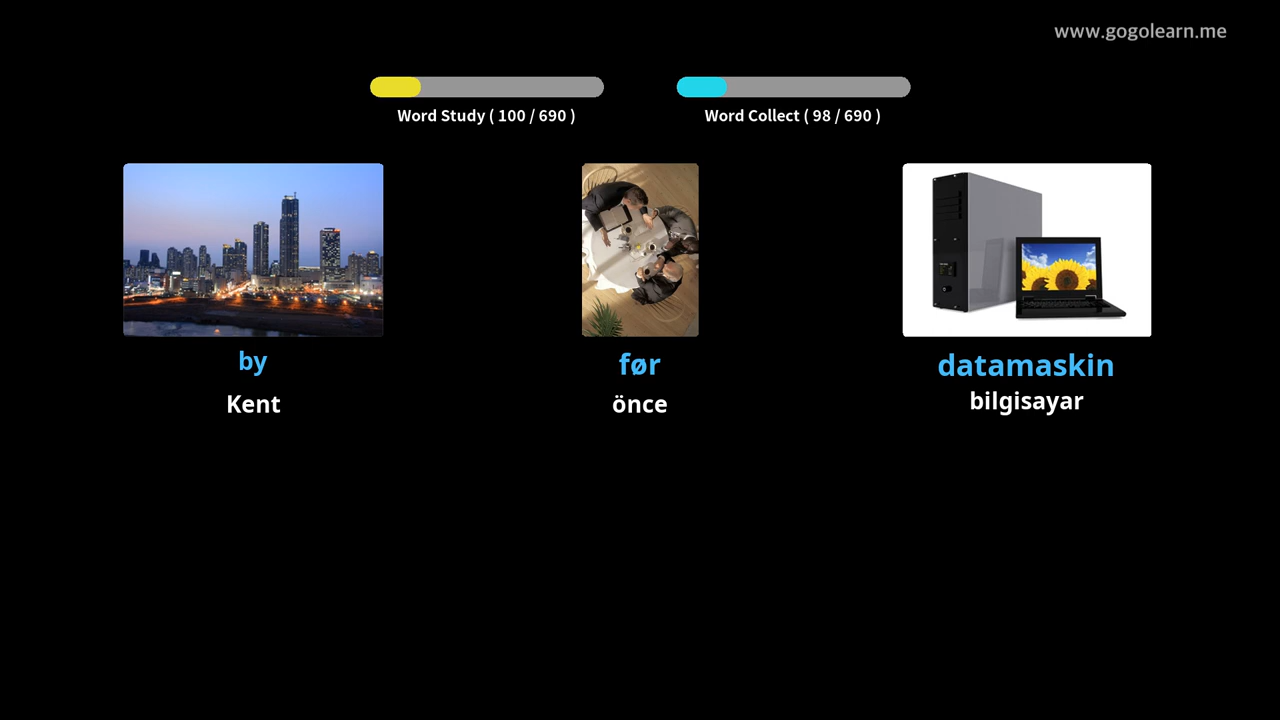 www.gogolearn.me
Word Study ( 100 / 690 )
Word Collect ( 98 / 690 )
by
før
datamaskin
Kent
önce
bilgisayar